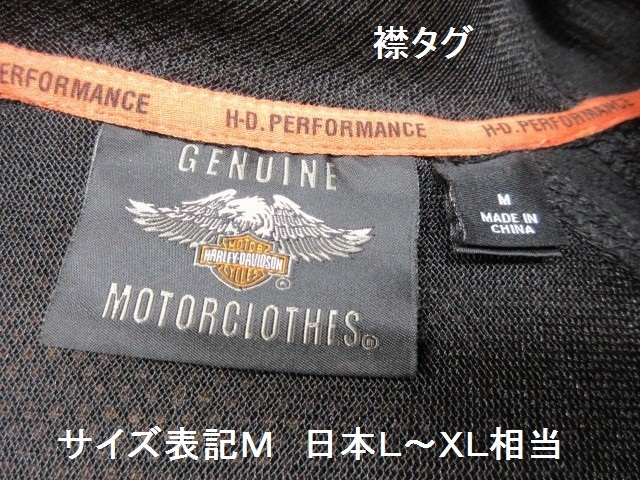 襟タグ
ERFORMANCE
H-D. PERFORMANCE
H-D. PERFORMANCE
GENUINE
MOTOR
HARLEY-DAVIDSON
CYCLES
®
MOTORCLOTHES®
M
MADE IN
CHINA
サイズ表記M　日本L～XL相当